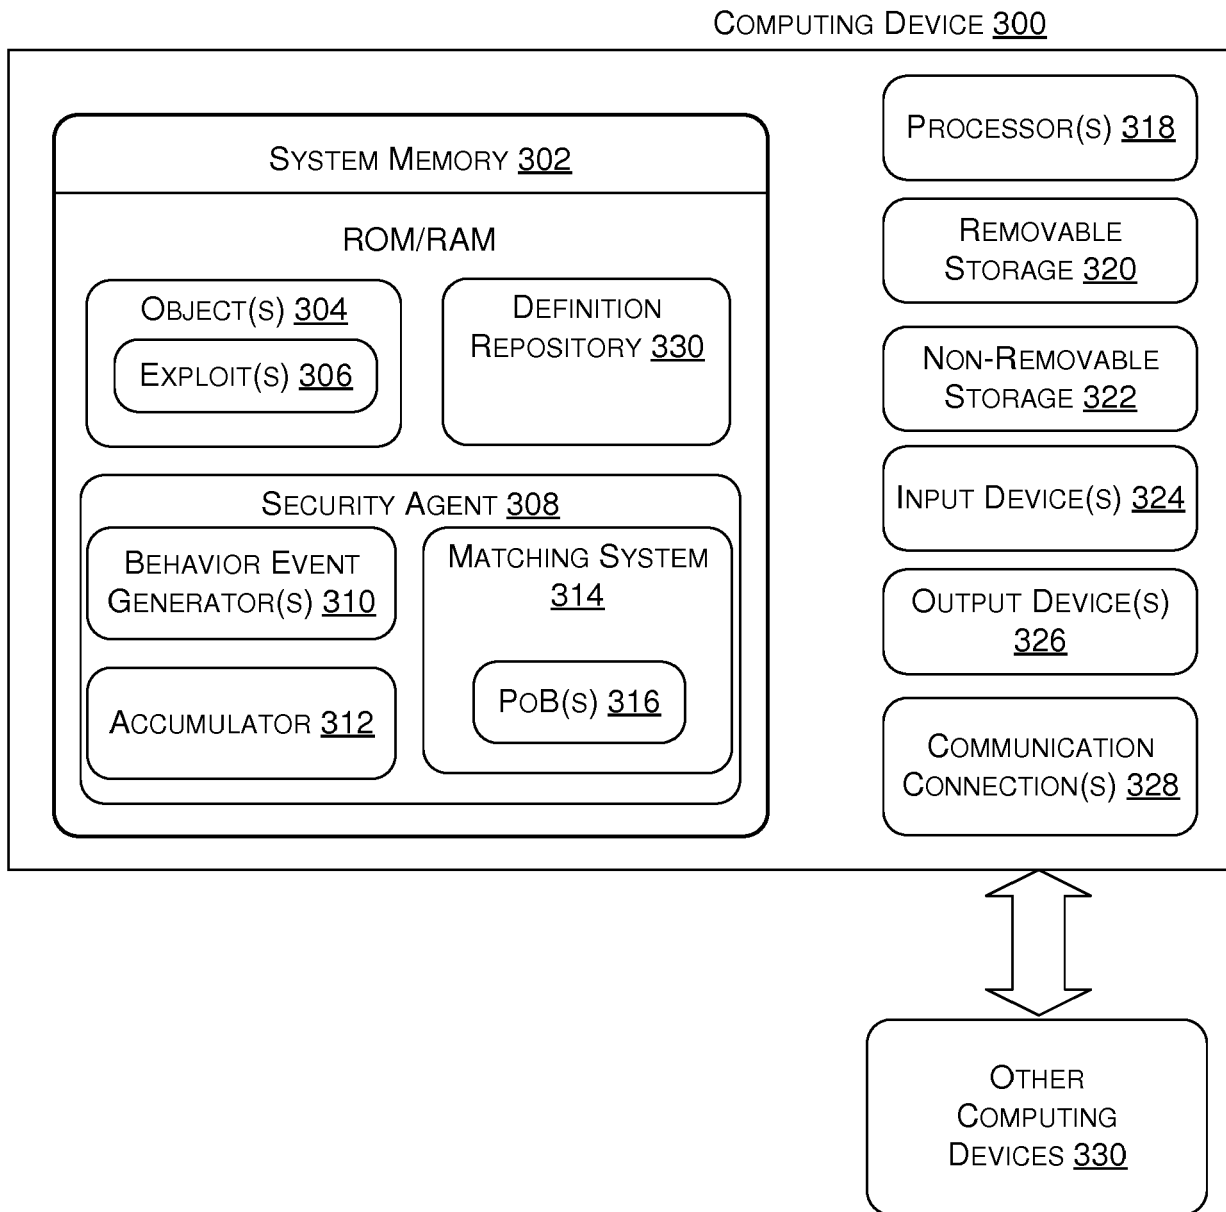 COMPUTING DEVICE 300
SYSTEM MEMORY 302
ROM/RAM
OBJECT(S) 304
EXPLOIT(S) 306
DEFINITION
REPOSITORY 330
SECURITY AGENT 308
BEHAVIOR EVENT
GENERATOR(S) 310
ACCUMULATOR 312
MATCHING SYSTEM
314
POB(S) 316
PROCESSOR(S) 318
REMOVABLE
STORAGE 320
NON-REMOVABLE
STORAGE 322
INPUT DEVICE(S) 324
OUTPUT DEVICE(S)
326
COMMUNICATION
CONNECTION(S) 328
OTHER
COMPUTING
DEVICES 330